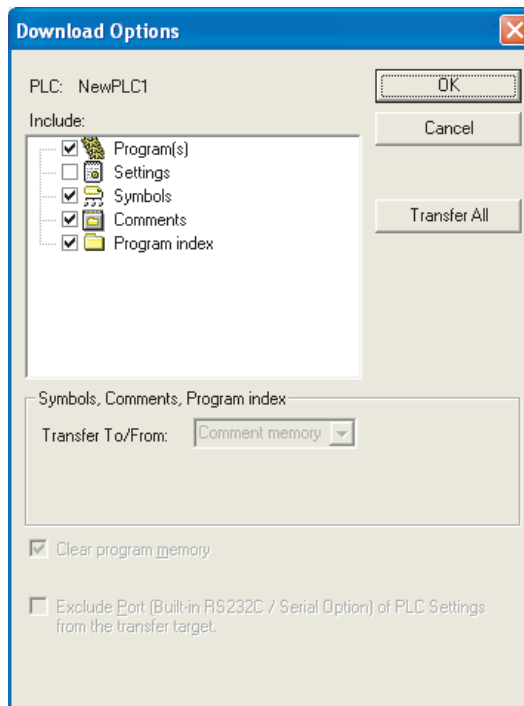 Download Options
PLC: NewPLC1
OK
Include:
Cancel
Program(s)
Settings
Symbols
Transfer All
Comments
Program index
Symbols, Comments, Program index
Transfer To/From: Comment memory
Clear program memory
Exclude Port (Built-in RS232C / Serial Option) of PLC Settings
from the transfer target.